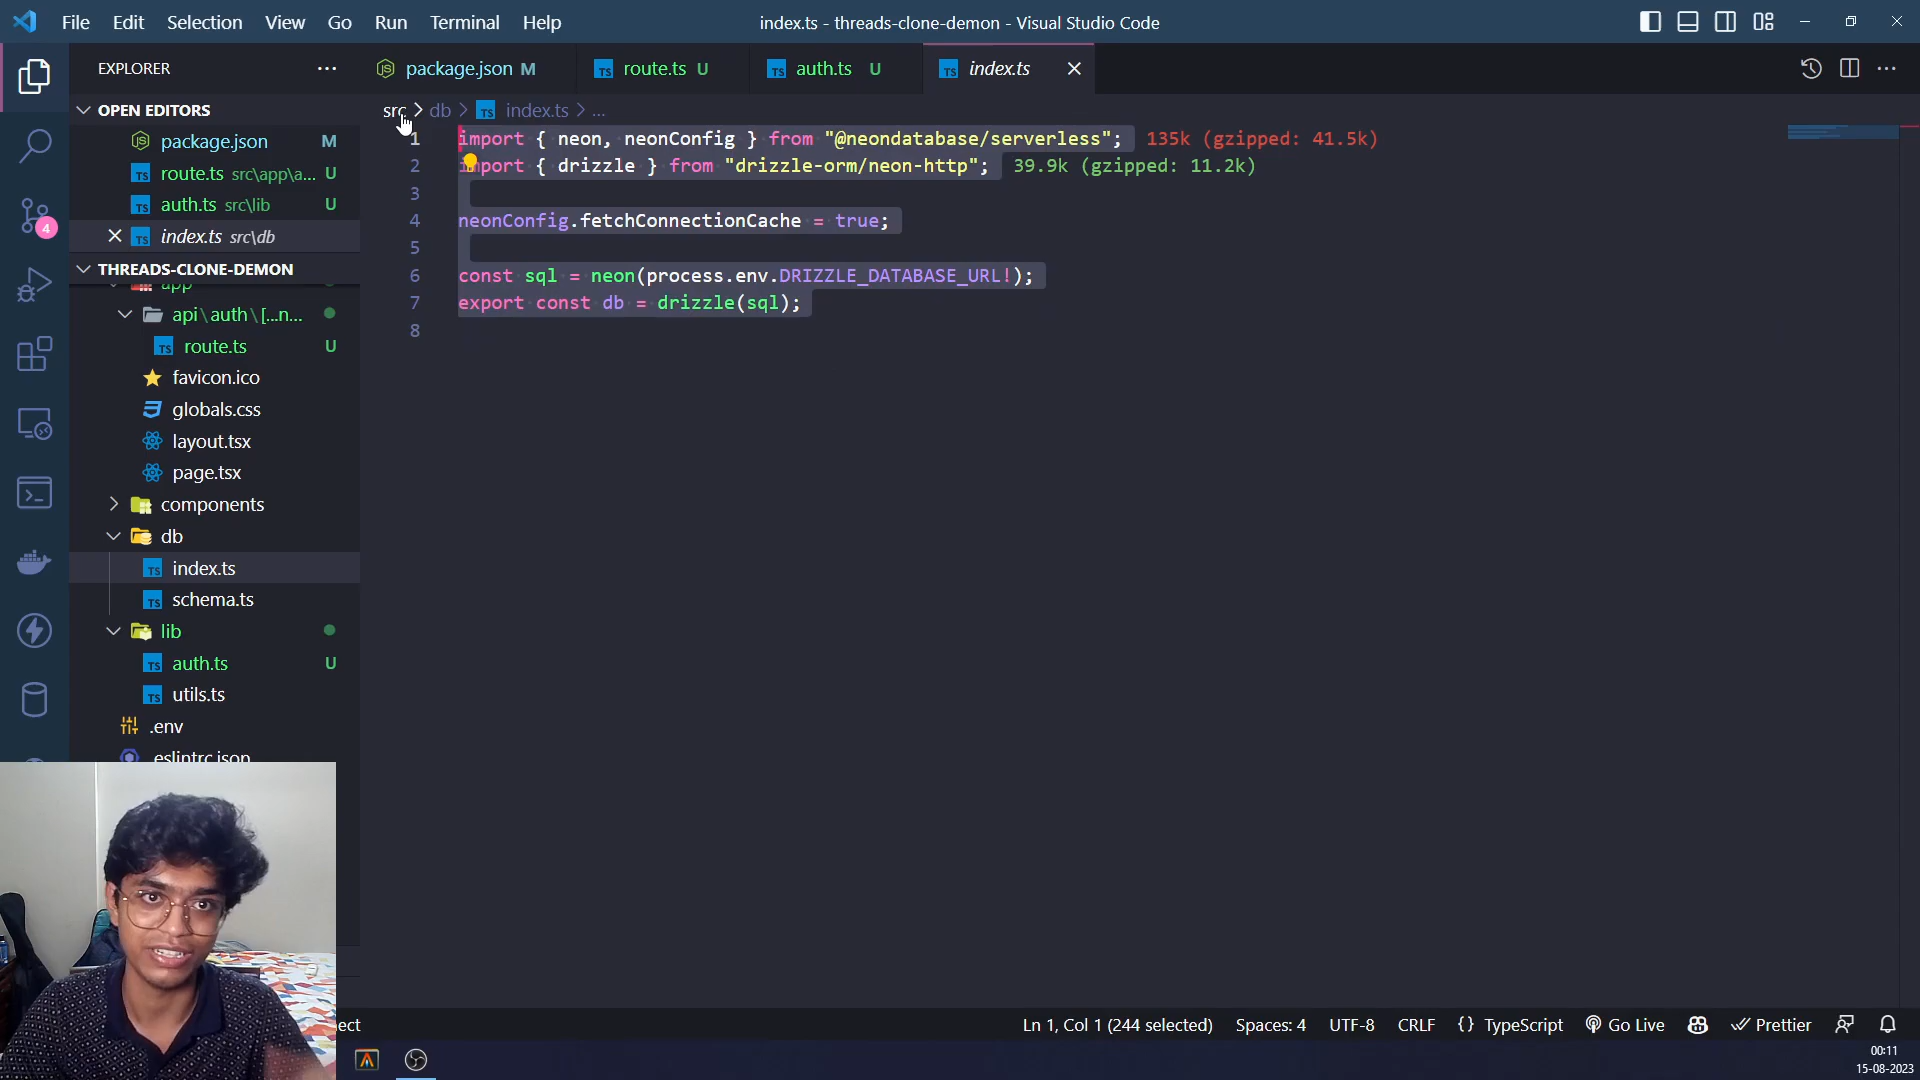 File Edit Selection View Go Run Terminal Help
index.ts - threads-clone-demon - Visual Studio Code
EXPLORER
package.json M
route.ts U
auth.ts U
index.ts
OPEN EDITORS
package.json M
route.ts src\app\a... U
auth.ts src\lib U
index.ts src\db
THREADS-CLONE-DEMON
app
api\auth\[...n...
route.ts U
favicon.ico
globals.css
layout.tsx
page.tsx
components
db
index.ts
schema.ts
lib
auth.ts U
utils.ts
.env
.eslintrc.json
src > db > index.ts > ...
1 import { neon, neonConfig } from "@neondatabase/serverless"; 135k (gzipped: 41.5k)
2 import { drizzle } from "drizzle-orm/neon-http"; 39.9k (gzipped: 11.2k)
3
4 neonConfig.fetchConnectionCache = true;
5
6 const sql = neon(process.env.DRIZZLE_DATABASE_URL!);
7 export const db = drizzle(sql);
8
4
Ln 1, Col 1 (244 selected) Spaces: 4 UTF-8 CRLF {} TypeScript Go Live Prettier
00:11
15-08-2023